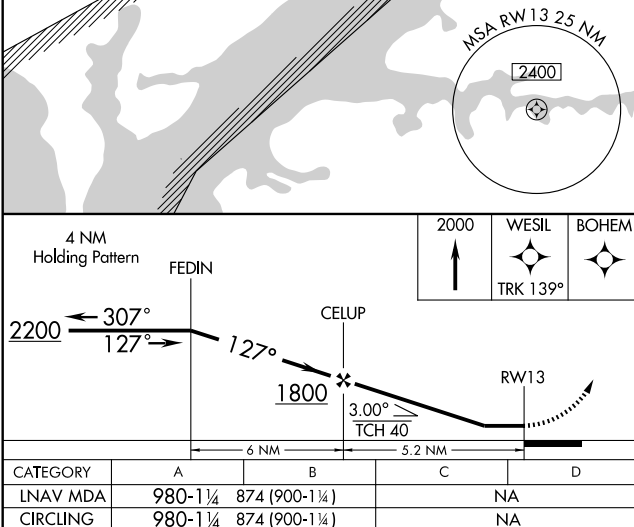 MSA RW13 25 NM
2400
4 NM
Holding Pattern
FEDIN
2000
WESIL
TRK 139°
BOHEM
2200
307°
127°
127°
CELUP
1800
3.00°
TCH 40
RW13
6 NM
5.2 NM
CATEGORY A B C D
LNAV MDA 980-1¼ 874 (900-1¼) NA
CIRCLING 980-1¼ 874 (900-1¼) NA